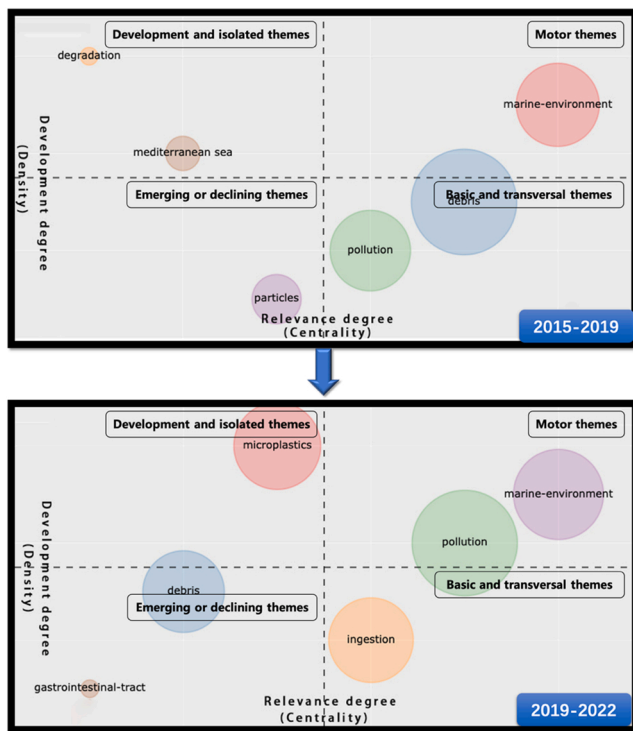 Development and isolated themes
Motor themes
degradation
marine-environment
mediterranean sea
Development degree
(Density)
Emerging or declining themes
Basic and transversal themes
debris
pollution
particles
Relevance degree
(Centrality)
2015-2019
Development and isolated themes
Motor themes
microplastics
marine-environment
pollution
Development degree
(Density)
Basic and transversal themes
debris
Emerging or declining themes
ingestion
gastrointestinal-tract
Relevance degree
(Centrality)
2019-2022